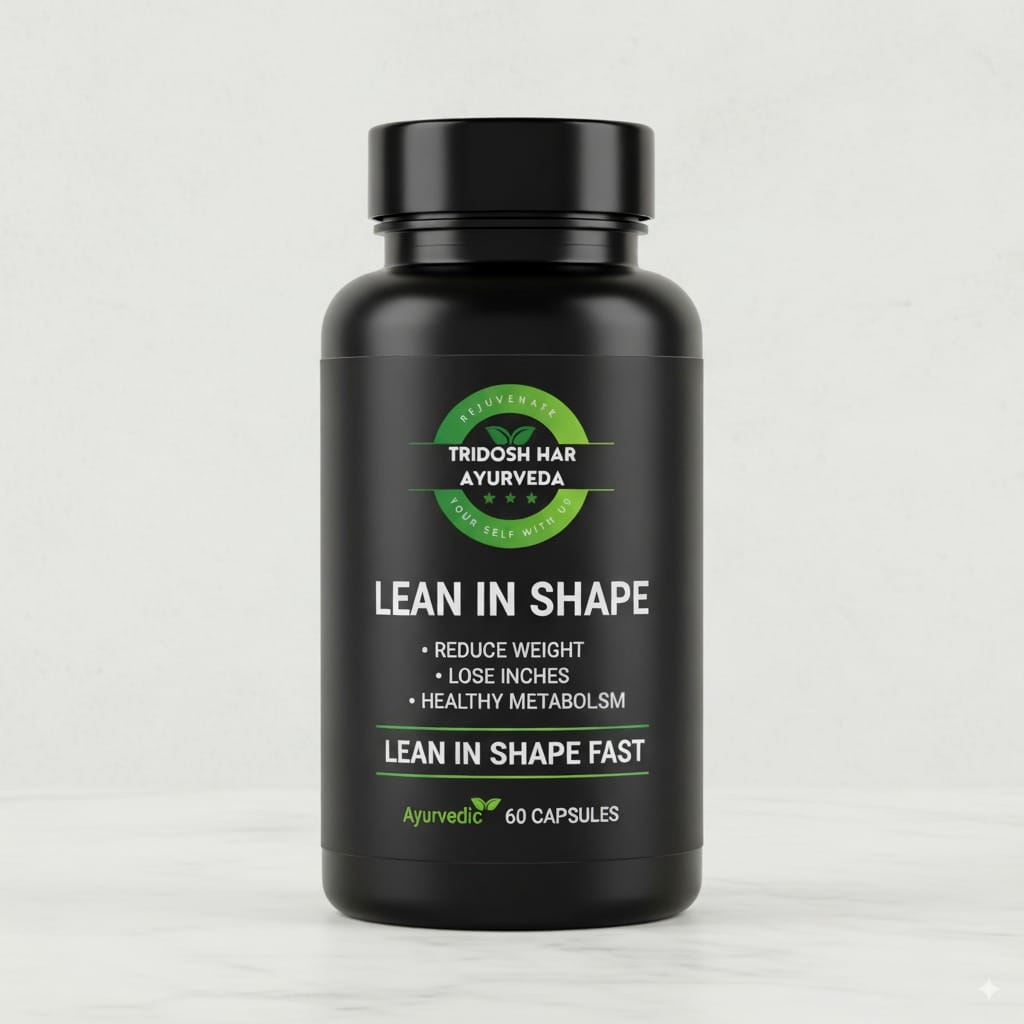 REJUVENATE
TRIDOSH HAR
AYURVEDA
YOUR SELF WITH US
LEAN IN SHAPE
• REDUCE WEIGHT
• LOSE INCHES
• HEALTHY METABOLSM
LEAN IN SHAPE FAST
Ayurvedic 60 CAPSULES